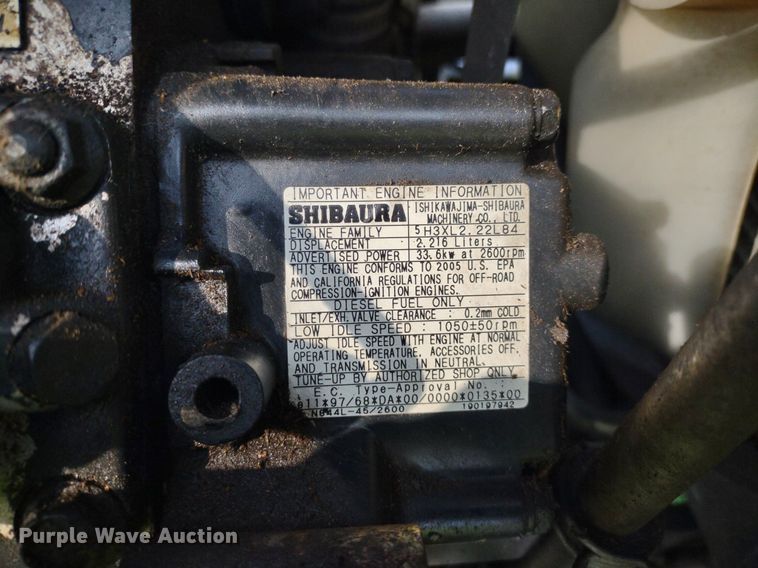 IMPORTANT ENGINE INFORMATION
SHIBAURA ISHIKAWAJIMA-SHIBAURA MACHINERY CO., LTD.
ENGINE FAMILY 5H3XL2.22LB4
DISPLACEMENT 2.216 Liters
ADVERTISED POWER 33.6kw at 2600rpm
THIS ENGINE CONFORMS TO 2005 U.S. EPA
AND CALIFORNIA REGULATIONS FOR OFF-ROAD
COMPRESSION-IGNITION ENGINES.
DIESEL FUEL ONLY
INLET/EXH. VALVE CLEARANCE : 0.2mm COLD
LOW IDLE SPEED : 1050±50rpm
ADJUST IDLE SPEED WITH ENGINE AT NORMAL
OPERATING TEMPERATURE. ACCESSORIES OFF.
AND TRANSMISSION IN NEUTRAL.
TUNE-UP BY AUTHORIZED SHOP ONLY
E.C. Type-Approval No. :
e11*97/68*DA*00/0000*0135*00
N844L-45/2600 190197942
Purple Wave Auction